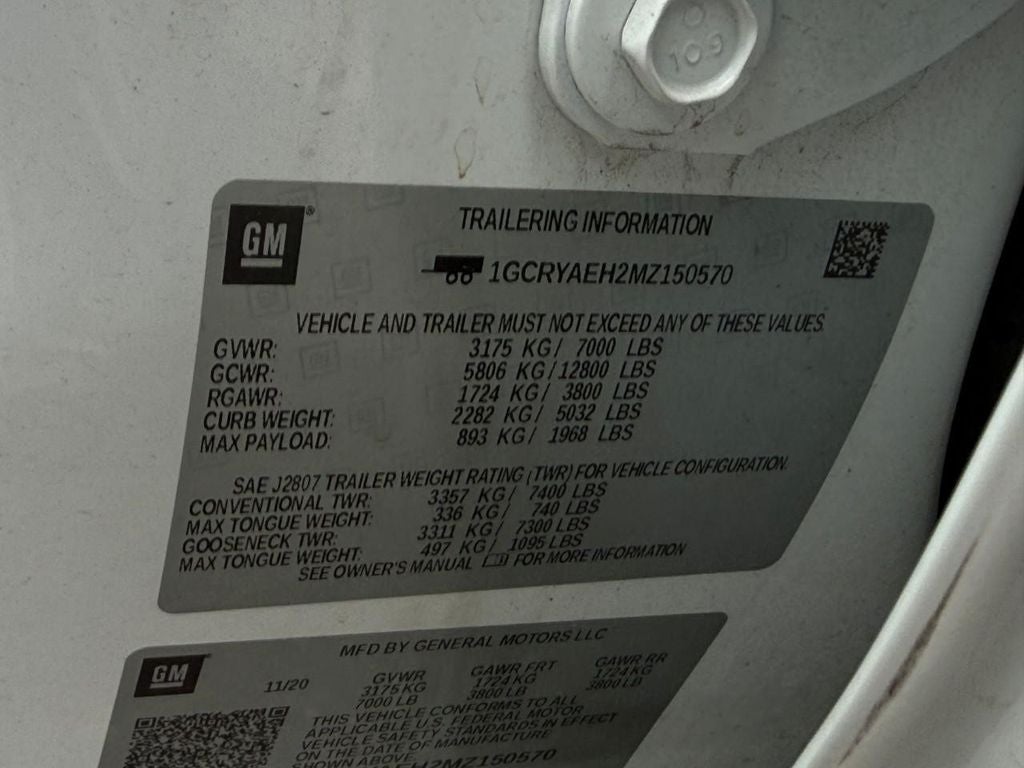 109
GM®
TRAILERING INFORMATION
1GCRYAEH2MZ150570
VEHICLE AND TRAILER MUST NOT EXCEED ANY OF THESE VALUES.
GVWR: 3175 KG / 7000 LBS
GCWR: 5806 KG / 12800 LBS
RGAWR: 1724 KG / 3800 LBS
CURB WEIGHT: 2282 KG / 5032 LBS
MAX PAYLOAD: 893 KG / 1968 LBS
SAE J2807 TRAILER WEIGHT RATING (TWR) FOR VEHICLE CONFIGURATION.
CONVENTIONAL TWR: 3357 KG / 7400 LBS
MAX TONGUE WEIGHT: 336 KG / 740 LBS
GOOSENECK TWR: 3311 KG / 7300 LBS
MAX TONGUE WEIGHT: 497 KG / 1095 LBS
SEE OWNER'S MANUAL FOR MORE INFORMATION
GM
MFD BY GENERAL MOTORS LLC
11/20
GVWR GAWR FRT GAWR RR
3175 KG 1724 KG 1724 KG
7000 LB 3800 LB 3800 LB
THIS VEHICLE CONFORMS TO ALL
APPLICABLE U.S. FEDERAL MOTOR
VEHICLE SAFETY STANDARDS IN EFFECT
ON THE DATE OF MANUFACTURE
SHOWN ABOVE.
AEH2MZ150570